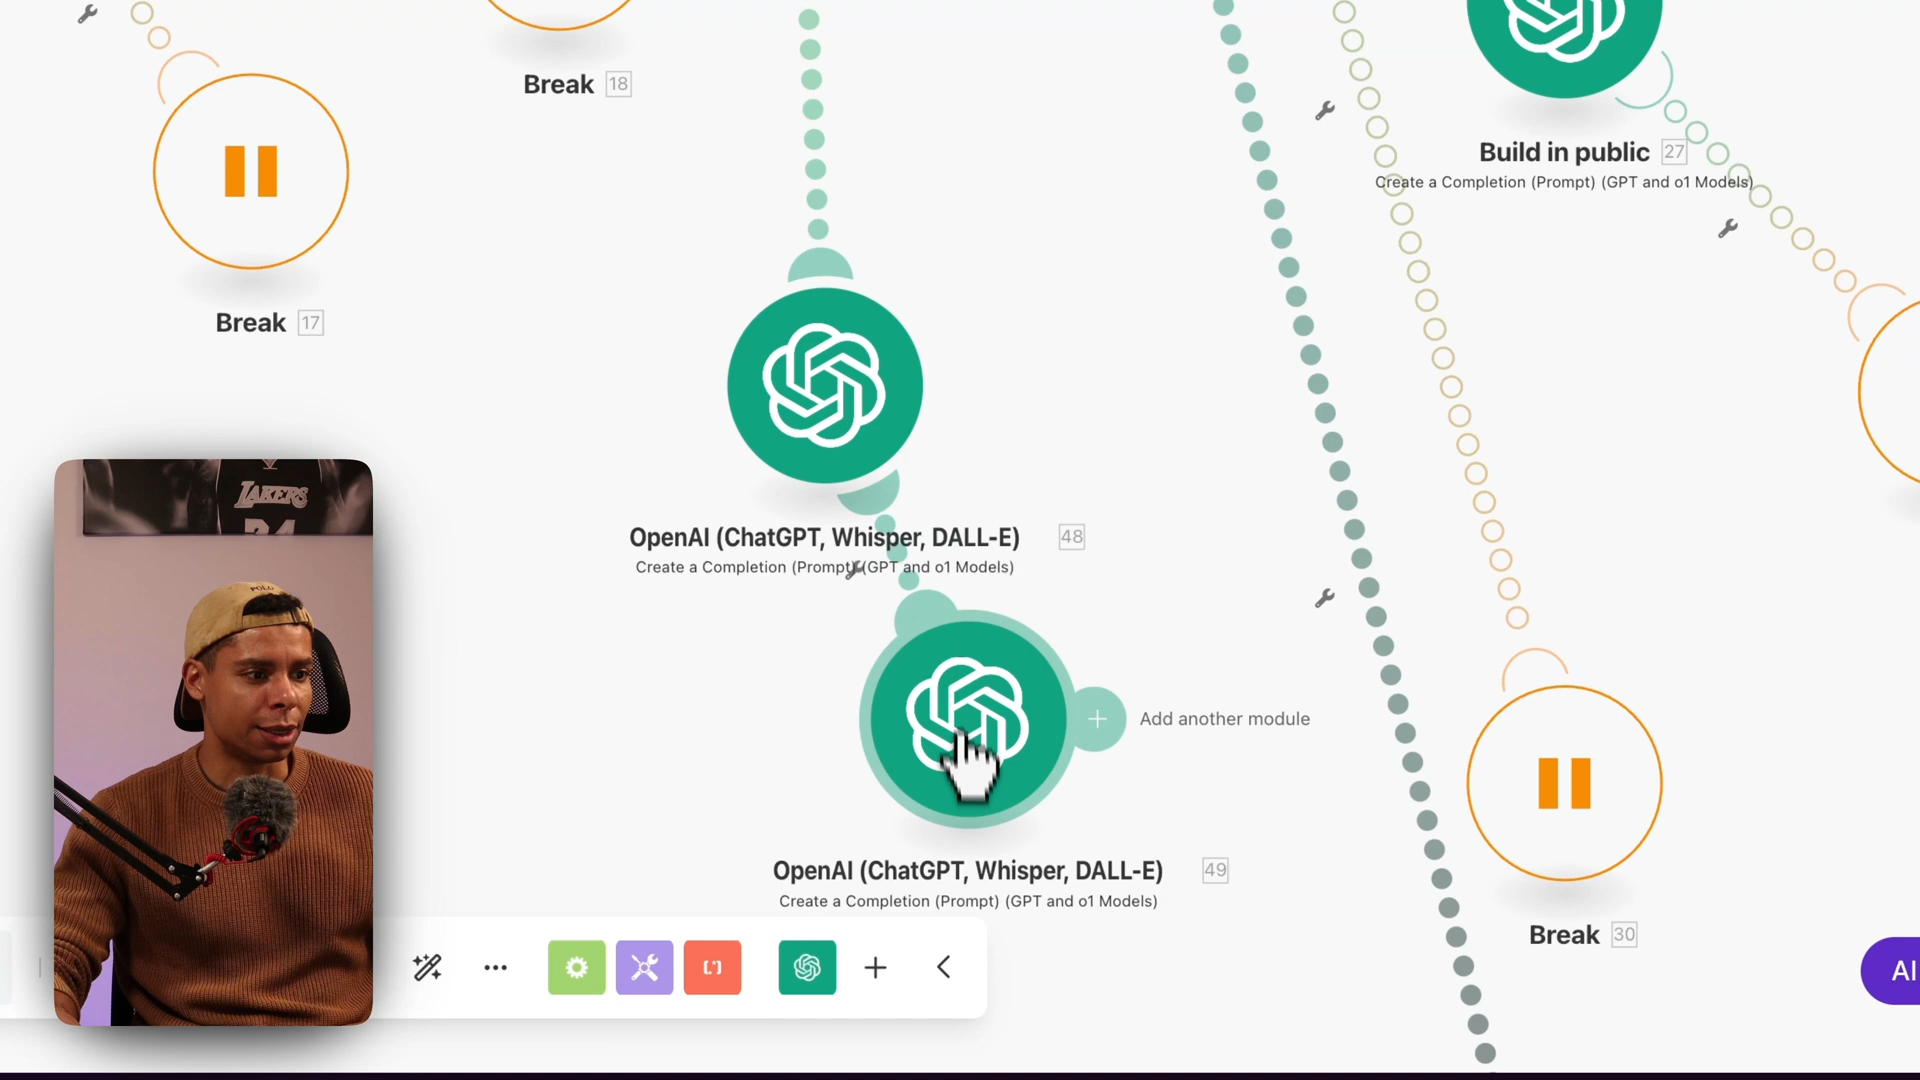 Break 18
Build in public 27
Create a Completion (Prompt) (GPT and o1 Models)
Break 17
LAKERS
24
POLO
OpenAI (ChatGPT, Whisper, DALL-E) 48
Create a Completion (Prompt) (GPT and o1 Models)
Add another module
OpenAI (ChatGPT, Whisper, DALL-E) 49
Create a Completion (Prompt) (GPT and o1 Models)
Break 30
AI